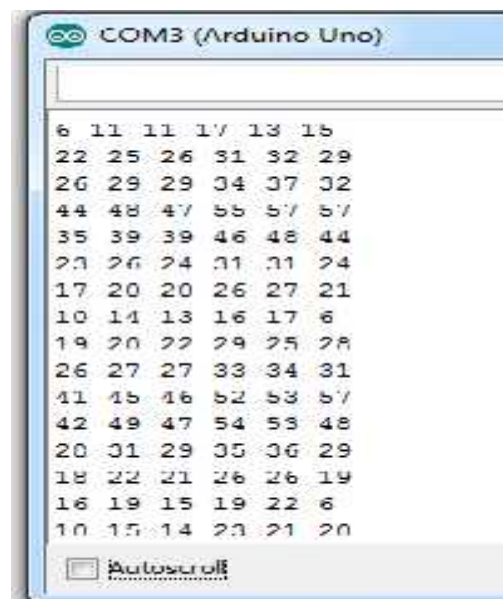 COM3 (Arduino Uno)
6 11 11 17 13 15
22 25 26 31 32 29
26 29 29 34 37 32
44 48 47 55 57 57
35 39 39 46 48 44
23 26 24 31 31 24
17 20 20 26 27 21
10 14 13 16 17 6
19 20 22 29 25 28
26 27 27 33 34 31
41 45 46 52 53 57
42 49 47 54 53 48
31 29 35 36 29
18 22 21 26 26 19
16 19 15 19 22 6
10 15 14 23 21 20
Autoscroll